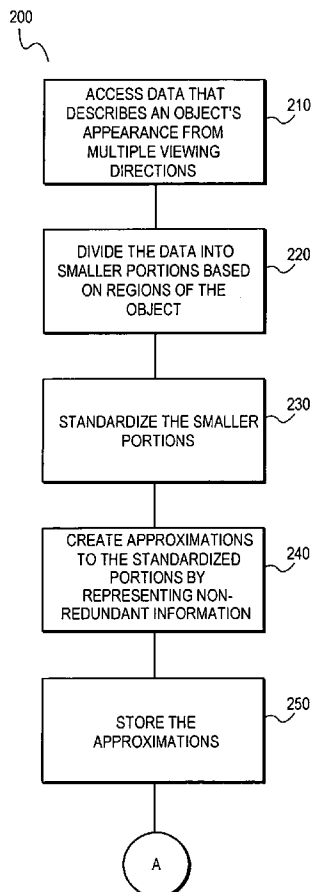 200
ACCESS DATA THAT
DESCRIBES AN OBJECT'S
APPEARANCE FROM
MULTIPLE VIEWING
DIRECTIONS
210
DIVIDE THE DATA INTO
SMALLER PORTIONS BASED
ON REGIONS OF THE
OBJECT
220
STANDARDIZE THE SMALLER
PORTIONS
230
CREATE APPROXIMATIONS
TO THE STANDARDIZED
PORTIONS BY
REPRESENTING NON-
REDUNDANT INFORMATION
240
STORE THE
APPROXIMATIONS
250
A